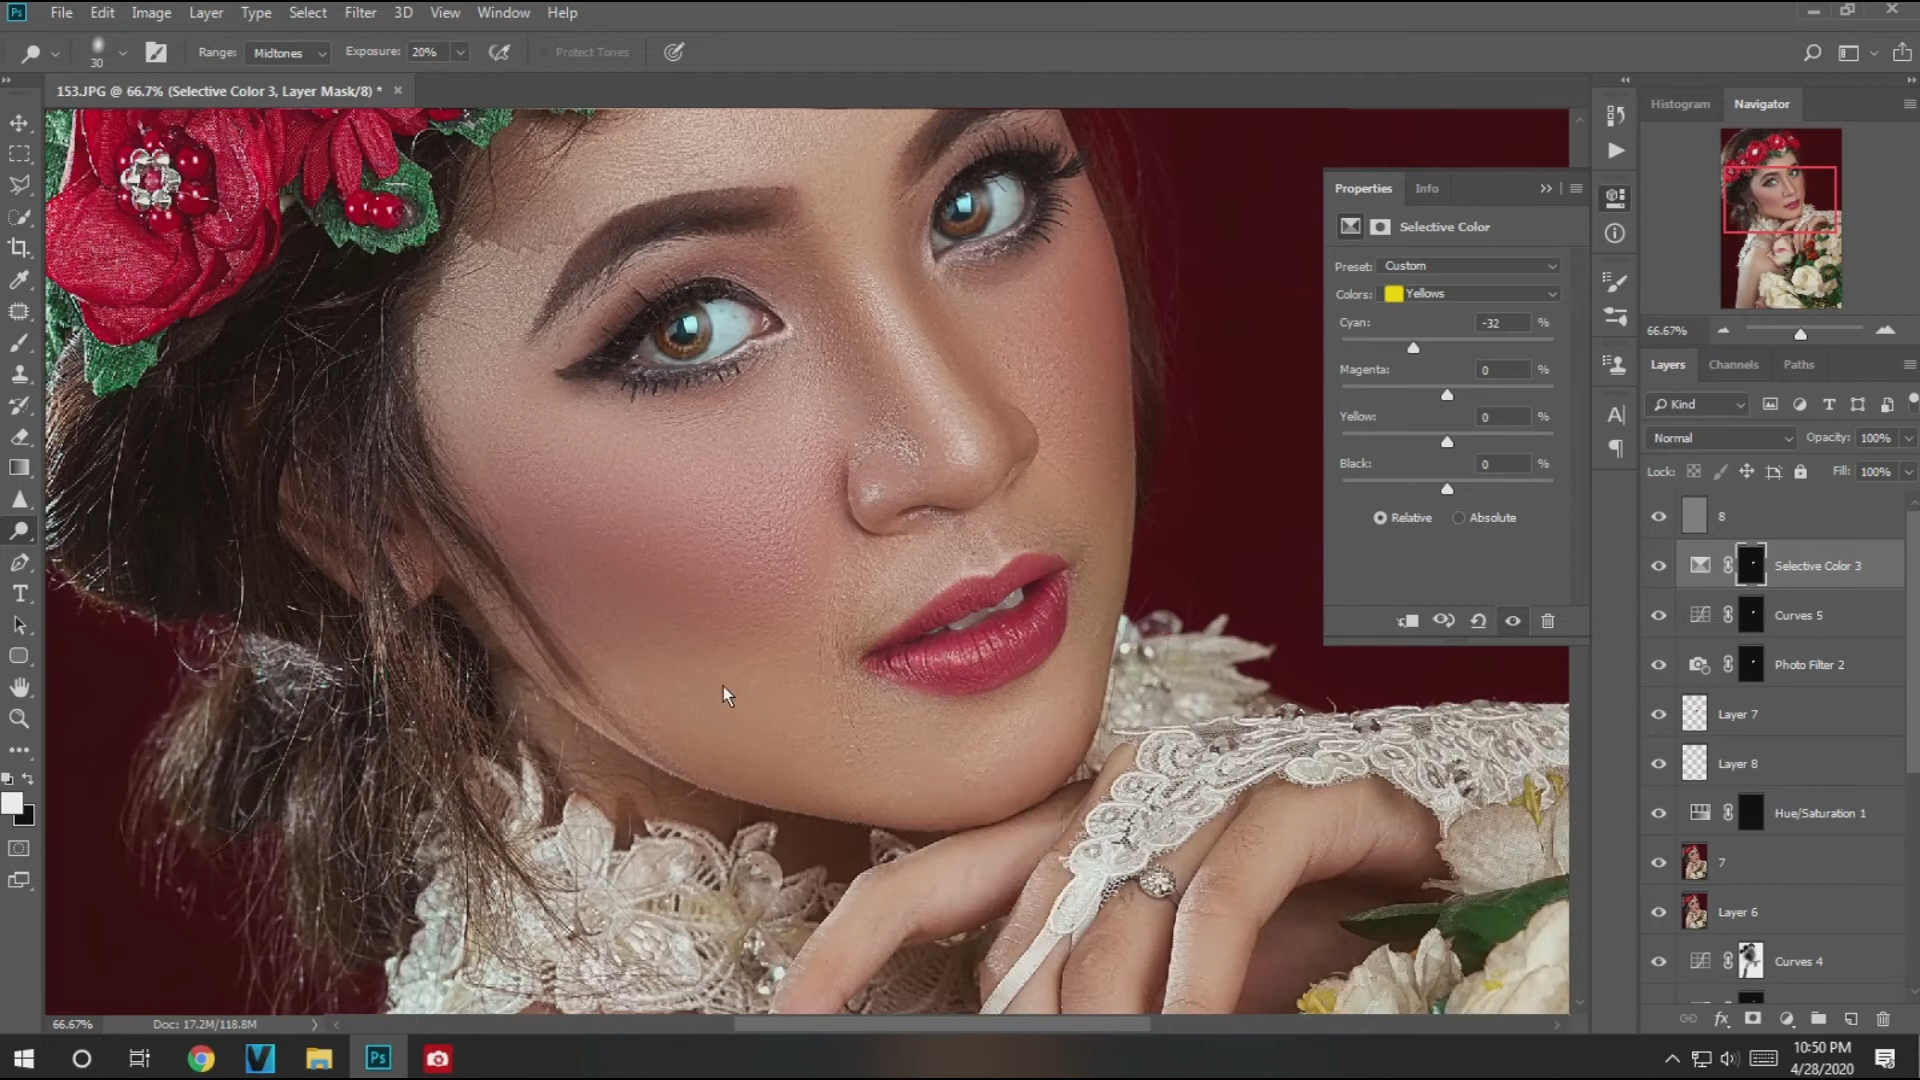 Ps File Edit Image Layer Type Select Filter 3D View Window Help
30 Range: Midtones Exposure: 20% Protect Tones
153.JPG @ 66.7% (Selective Color 3, Layer Mask/8) * ×
Histogram Navigator
66.67%
Properties Info
Selective Color
Preset: Custom
Colors: Yellows
Cyan: -32 %
Magenta: 0 %
Yellow: 0 %
Black: 0 %
Relative Absolute
Layers Channels Paths
Kind
Normal Opacity: 100%
Lock: Fill: 100%
8
Selective Color 3
Curves 5
Photo Filter 2
Layer 7
Layer 8
Hue/Saturation 1
7
Layer 6
Curves 4
fx
66.67% Doc: 17.2M/118.8M
Ps
10:50 PM
4/28/2020